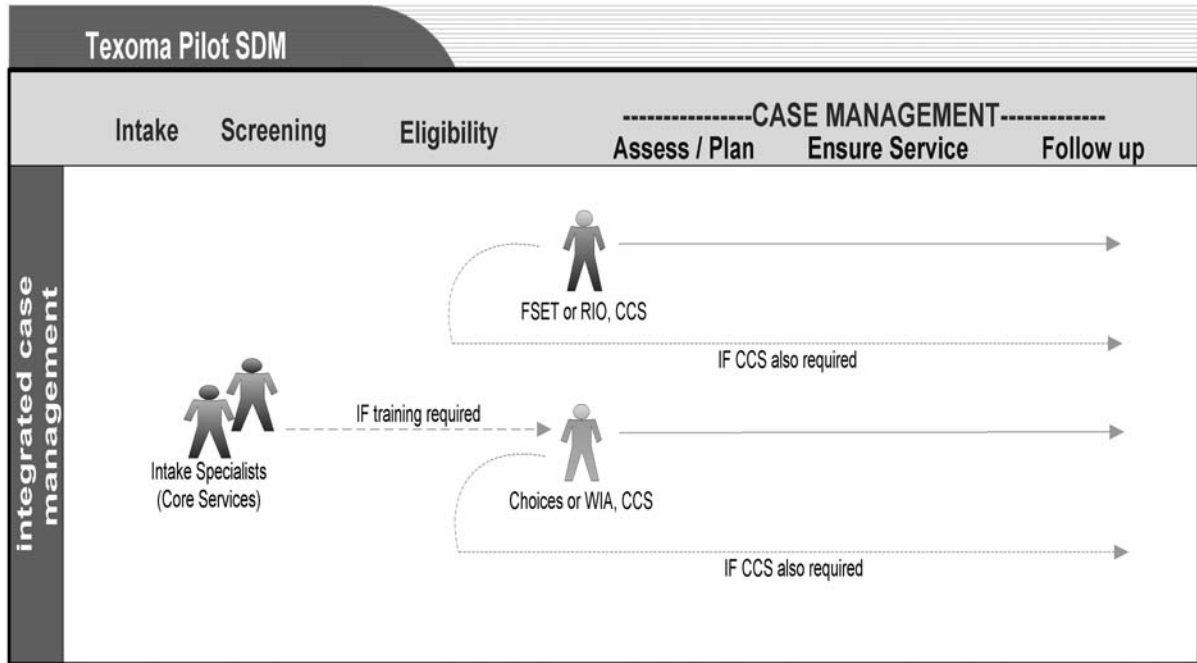 Texoma Pilot SDM
Intake
Screening
Eligibility
----------------CASE MANAGEMENT-------------
Assess / Plan
Ensure Service
Follow up
integrated case
management
FSET or RIO, CCS
IF CCS also required
IF training required
Intake Specialists
(Core Services)
Choices or WIA, CCS
IF CCS also required